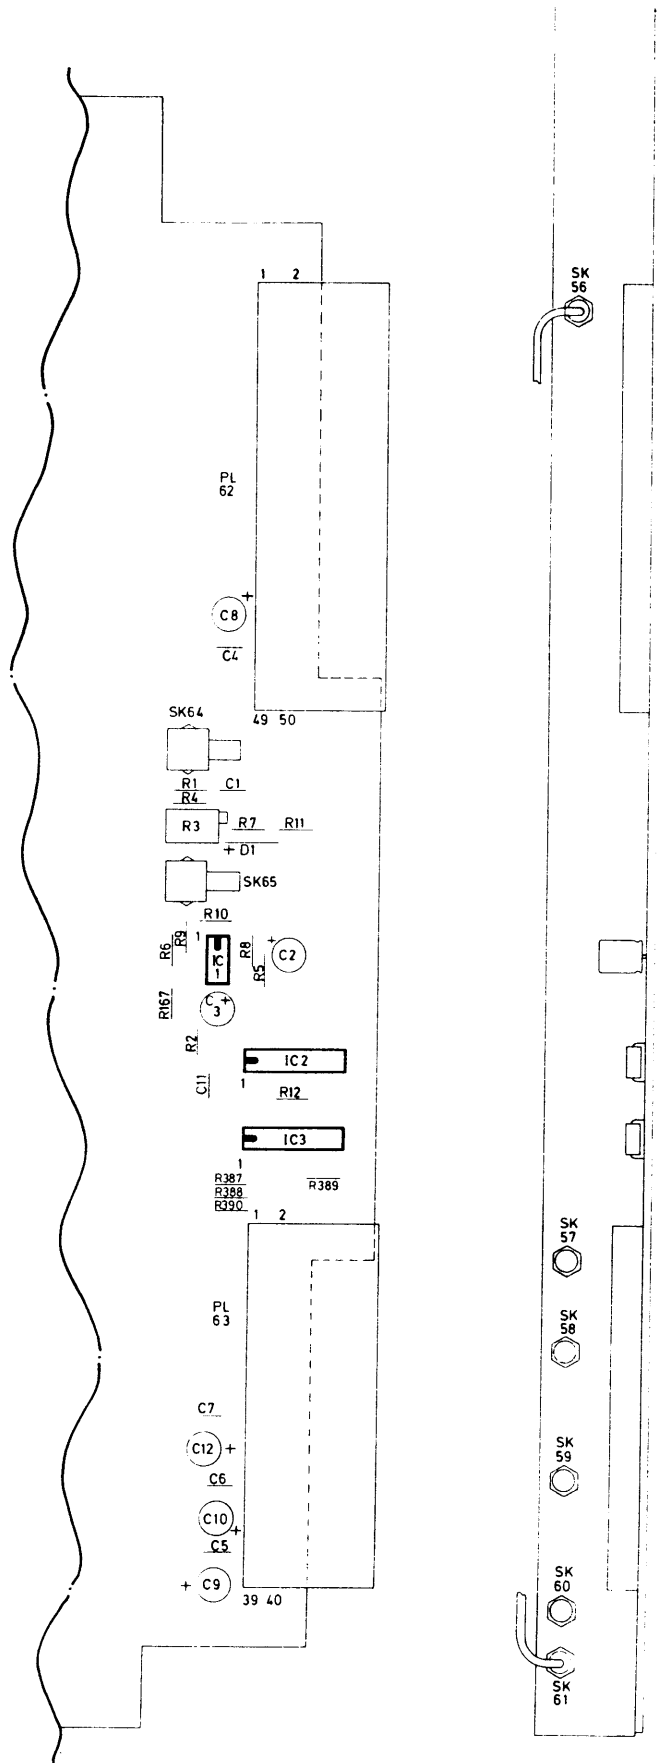 1 2
SK
56
PL
62
+
C8
C4
49 50
SK64
R1 C1
R4
R3 R7 R11
+ D1
SK65
R10
R6 R9 1
IC
1
R8 R5
+
C2
R167
C +
3
R2
IC2
C11
1
R12
IC3
1
R387
R388
R390
R389
1 2
SK
57
PL
63
SK
58
C7
C12 +
SK
59
C6
C10
+
C5
+ C9
SK
60
39 40
SK
61